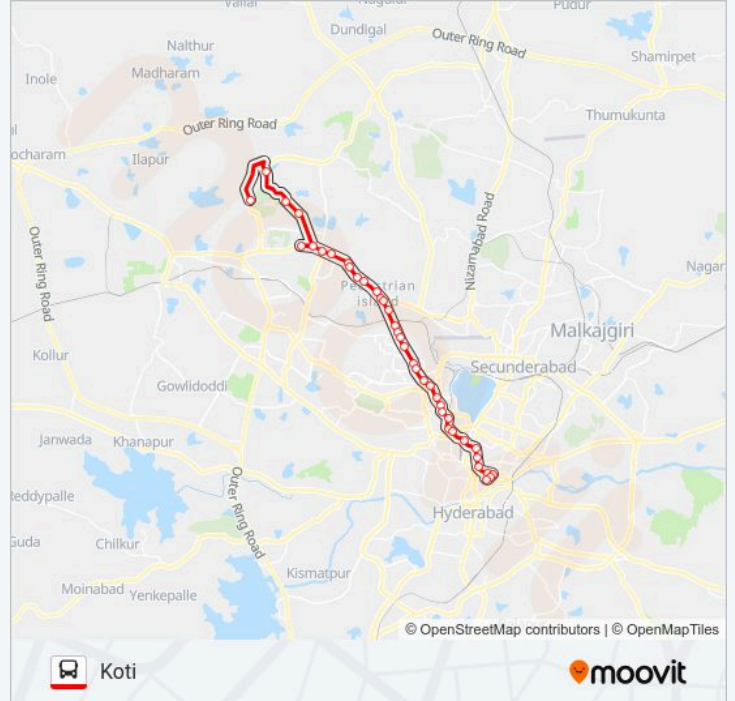 Vallal
Nagulur
Pudur
Dundigal
Outer Ring Road
Nalthur
Shamirpet
Inole
Madharam
Thumukunta
Outer Ring Road
ocharam
Ilapur
Nizamabad Road
Outer Ring Road
Nagar
Pedestrian
island
Malkajgiri
Kollur
Secunderabad
Gowlidoddi
Janwada
Khanapur
Reddypalle
Outer Ring Road
Hyderabad
Guda
Chilkur
Kismatpur
Moinabad
Yenkepalle
© OpenStreetMap contributors | © OpenMapTiles
Koti
moovit